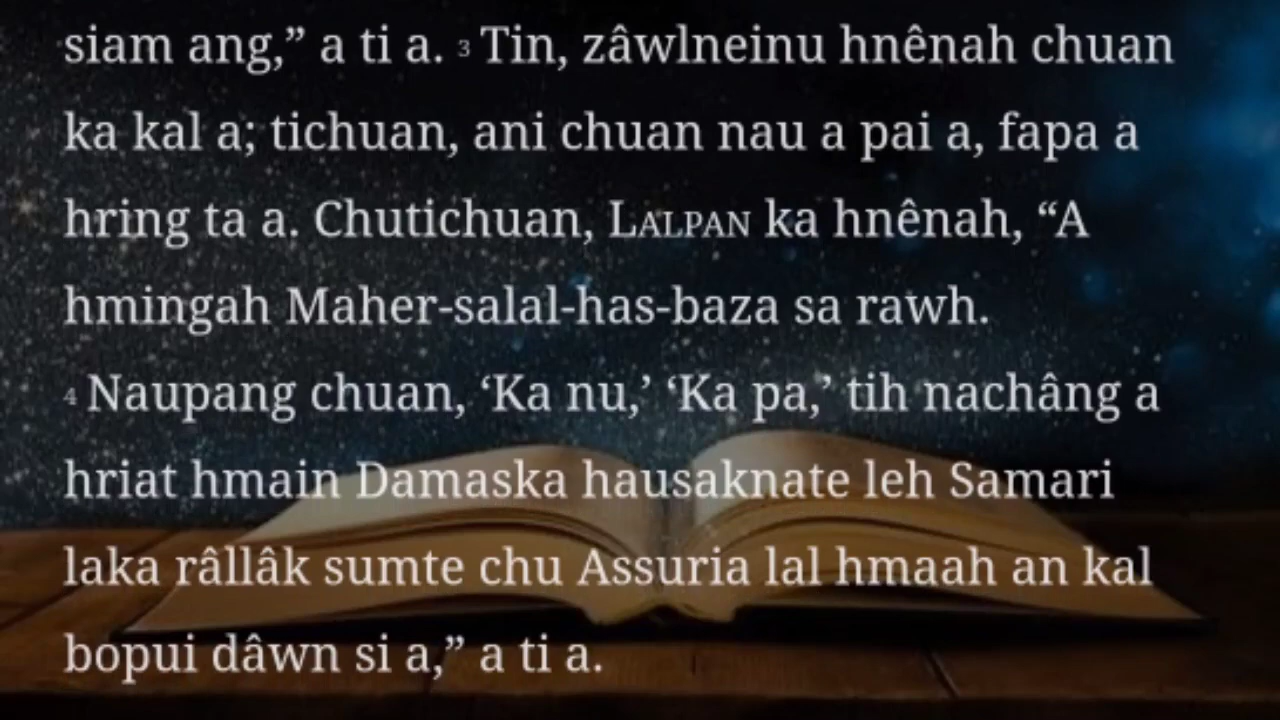 siam ang,” a ti a. 3 Tin, zâwlneinu hnênah chuan
ka kal a; tichuan, ani chuan nau a pai a, fapa a
hring ta a. Chutichuan, LALPAN ka hnênah, “A
hmingah Maher-salal-has-baza sa rawh.
4 Naupang chuan, ‘Ka nu,’ ‘Ka pa,’ tih nachâng a
hriat hmain Damaska hausaknate leh Samari
laka râllâk sumte chu Assuria lal hmaah an kal
bopui dâwn si a,” a ti a.